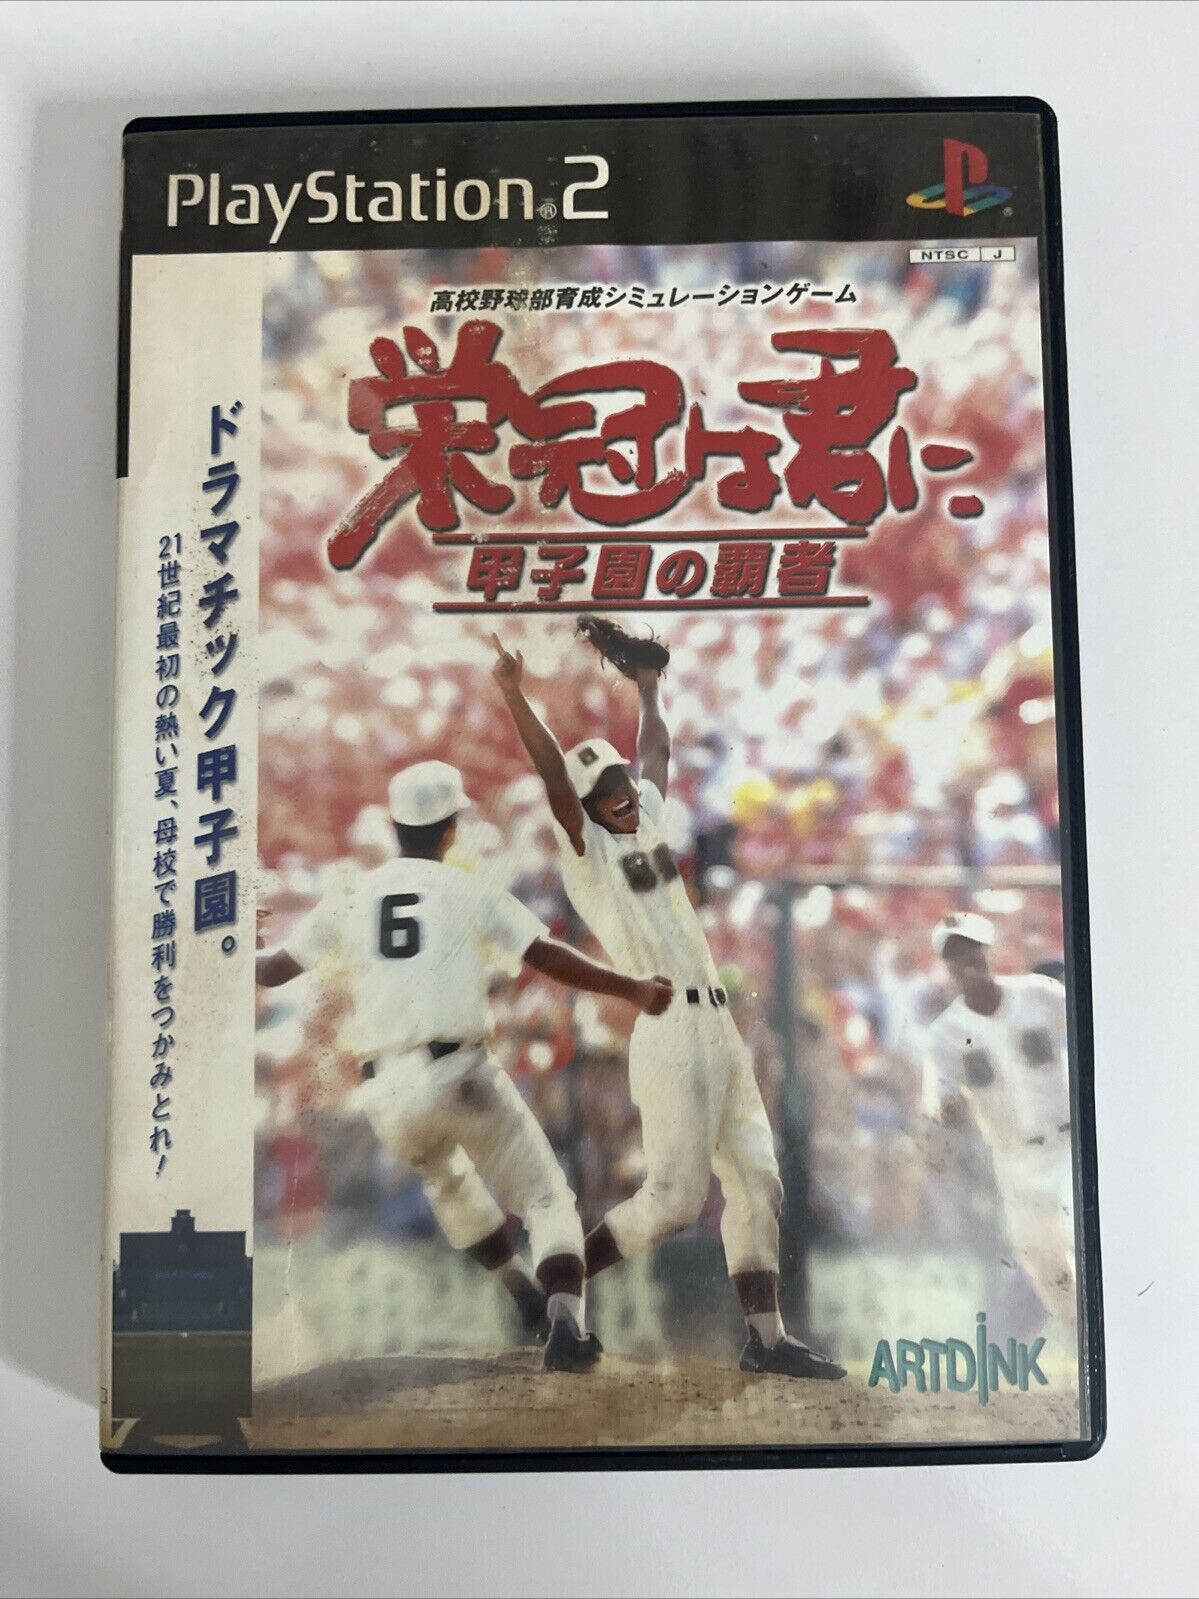 PlayStation®2
NTSC J
高校野球部育成シミュレーションゲーム
栄冠は君に
甲子園の覇者
ドラマチック甲子園。
21世紀最初の熱い夏、母校で勝利をつかみとれ!
6
ARTDINK